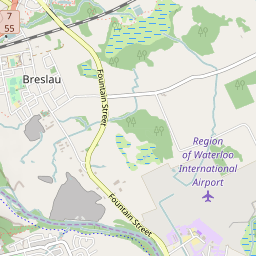 7
55
Breslau
Fountain Street
Region
of Waterloo
International
Airport
Fountain Street